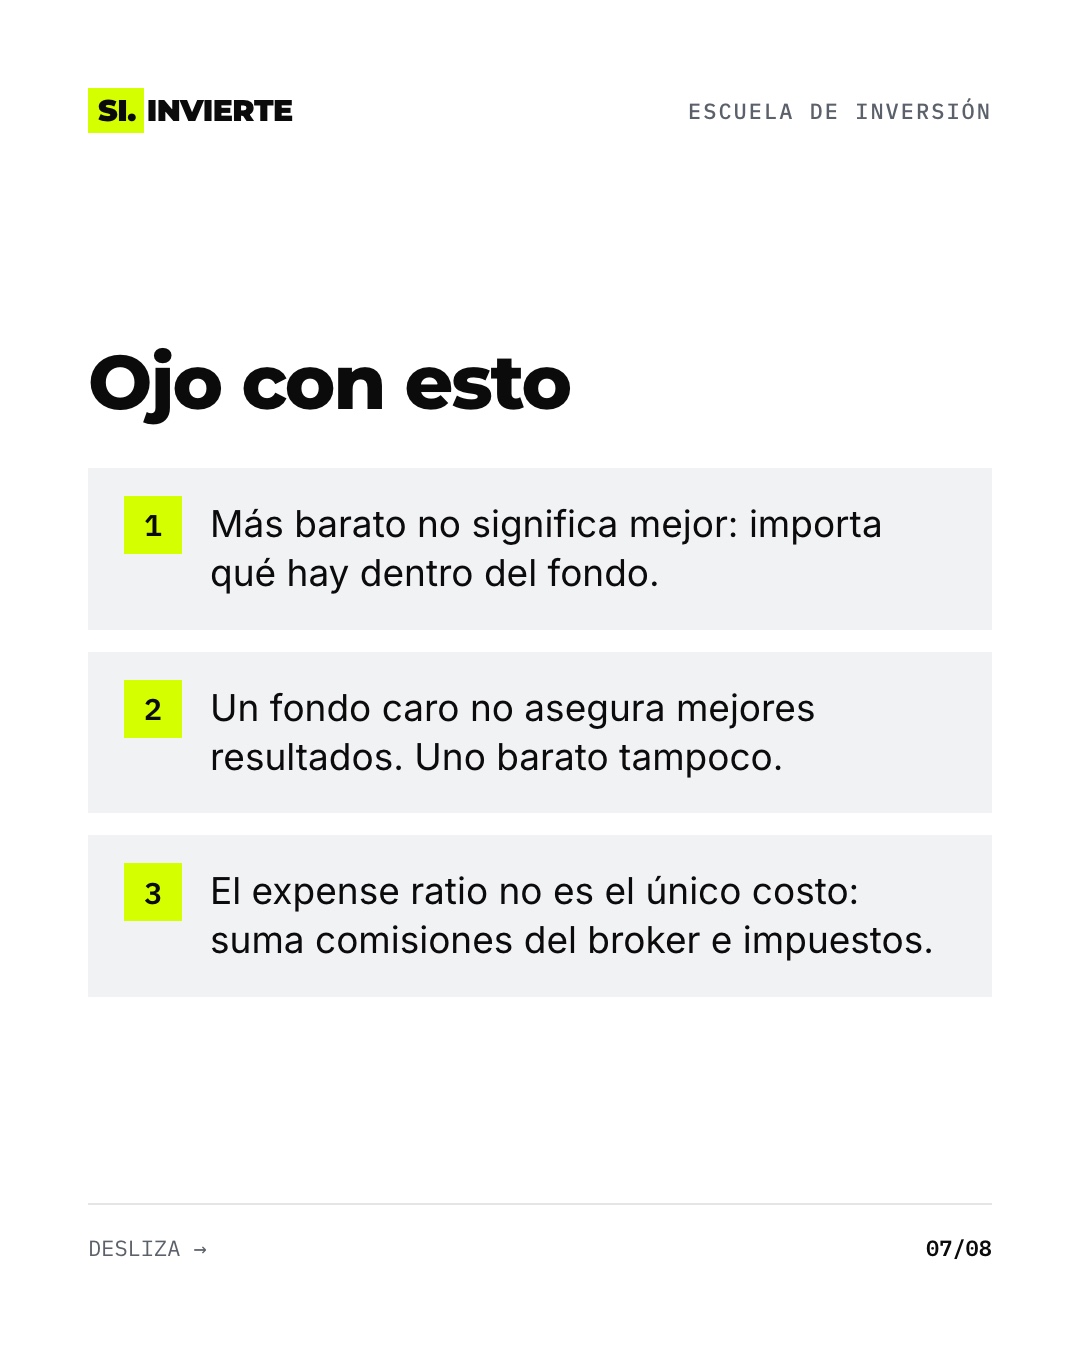 SI. INVIERTE
ESCUELA DE INVERSIÓN
Ojo con esto
1 Más barato no significa mejor: importa
qué hay dentro del fondo.
2 Un fondo caro no asegura mejores
resultados. Uno barato tampoco.
3 El expense ratio no es el único costo:
suma comisiones del broker e impuestos.
DESLIZA →
07/08